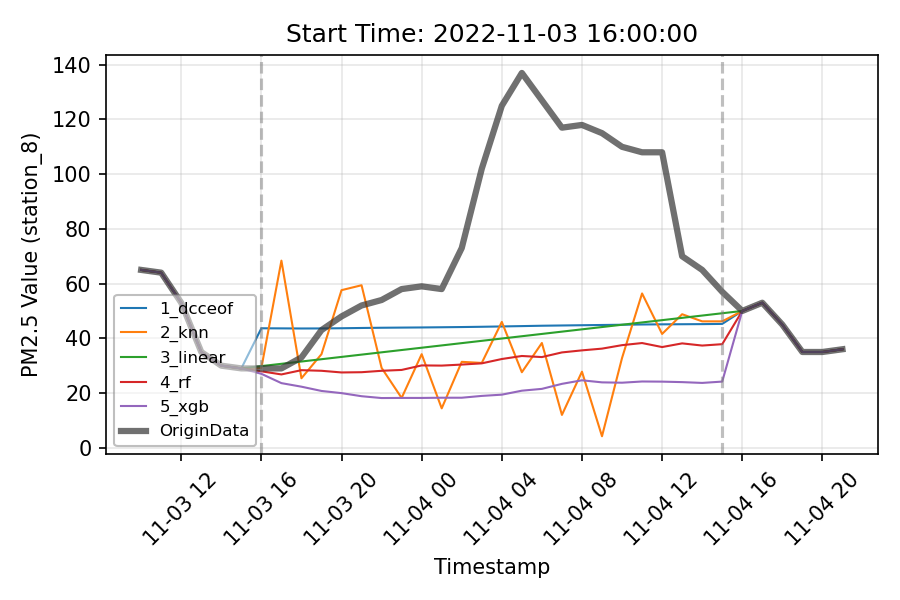 Start Time: 2022-11-03 16:00:00
PM2.5 Value (station_8)
140
120
100
80
60
40
20
0
1_dcceof
2_knn
3_linear
4_rf
5_xgb
OriginData
11-03 12
11-03 16
11-03 20
11-04 00
11-04 04
11-04 08
11-04 12
11-04 16
11-04 20
Timestamp